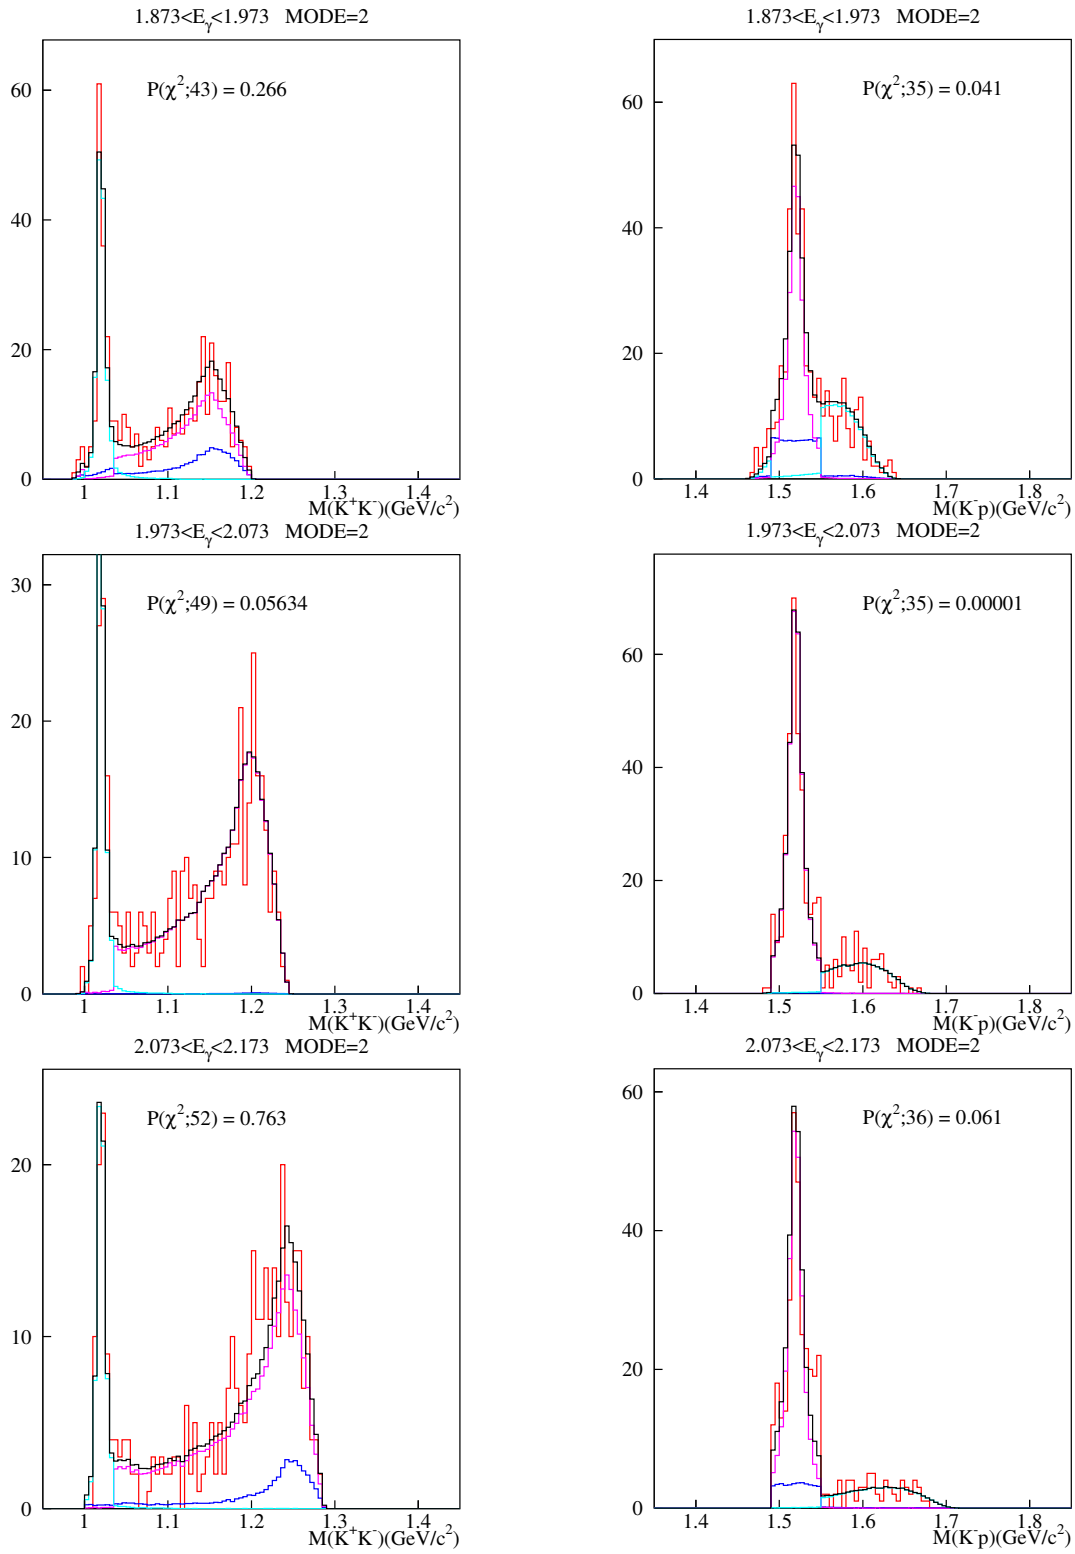 1.873<Eγ<1.973 MODE=2
P(χ²;43) = 0.266
0
20
40
60
1 1.1 1.2 1.3 1.4
M(K⁺K⁻)(GeV/c²)
1.873<Eγ<1.973 MODE=2
P(χ²;35) = 0.041
0
20
40
60
1.4 1.5 1.6 1.7 1.8
M(K⁻p)(GeV/c²)
1.973<Eγ<2.073 MODE=2
P(χ²;49) = 0.05634
0
10
20
30
1 1.1 1.2 1.3 1.4
M(K⁺K⁻)(GeV/c²)
1.973<Eγ<2.073 MODE=2
P(χ²;35) = 0.00001
0
20
40
60
1.4 1.5 1.6 1.7 1.8
M(K⁻p)(GeV/c²)
2.073<Eγ<2.173 MODE=2
P(χ²;52) = 0.763
0
10
20
1 1.1 1.2 1.3 1.4
M(K⁺K⁻)(GeV/c²)
2.073<Eγ<2.173 MODE=2
P(χ²;36) = 0.061
0
20
40
60
1.4 1.5 1.6 1.7 1.8
M(K⁻p)(GeV/c²)